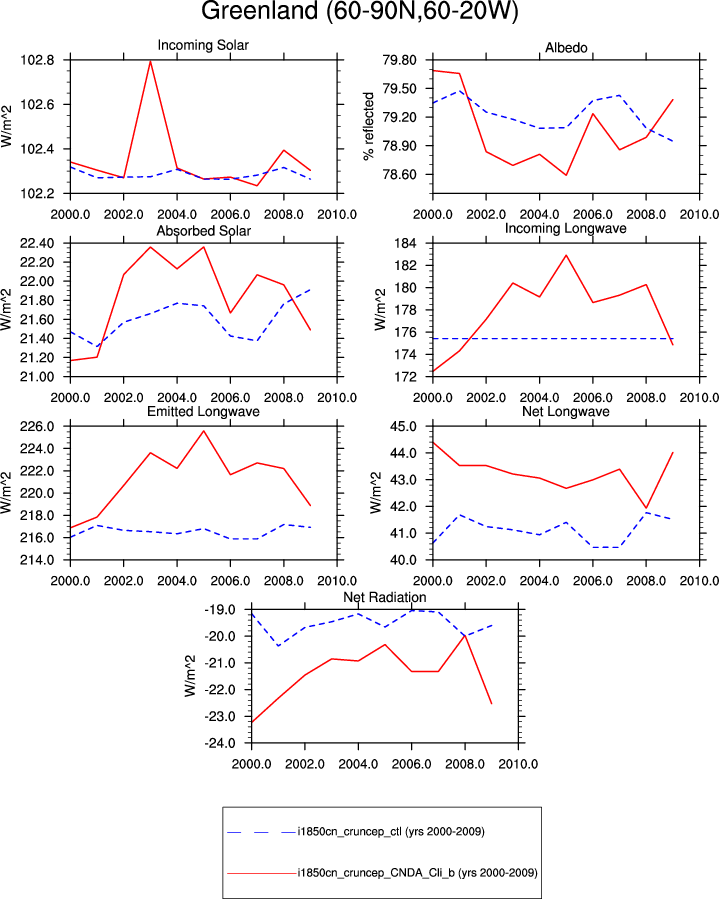 Greenland (60-90N,60-20W)
Incoming Solar
102.8
102.6
102.4
102.2
W/m^2
2000.0 2002.0 2004.0 2006.0 2008.0 2010.0
Albedo
79.80
79.50
79.20
78.90
78.60
% reflected
2000.0 2002.0 2004.0 2006.0 2008.0 2010.0
Absorbed Solar
22.40
22.20
22.00
21.80
21.60
21.40
21.20
21.00
W/m^2
2000.0 2002.0 2004.0 2006.0 2008.0 2010.0
Incoming Longwave
184
182
180
178
176
174
172
W/m^2
2000.0 2002.0 2004.0 2006.0 2008.0 2010.0
Emitted Longwave
226.0
224.0
222.0
220.0
218.0
216.0
214.0
W/m^2
2000.0 2002.0 2004.0 2006.0 2008.0 2010.0
Net Longwave
45.0
44.0
43.0
42.0
41.0
40.0
W/m^2
2000.0 2002.0 2004.0 2006.0 2008.0 2010.0
Net Radiation
-19.0
-20.0
-21.0
-22.0
-23.0
-24.0
W/m^2
2000.0 2002.0 2004.0 2006.0 2008.0 2010.0
i1850cn_cruncep_ctl (yrs 2000-2009)
i1850cn_cruncep_CNDA_Cli_b (yrs 2000-2009)